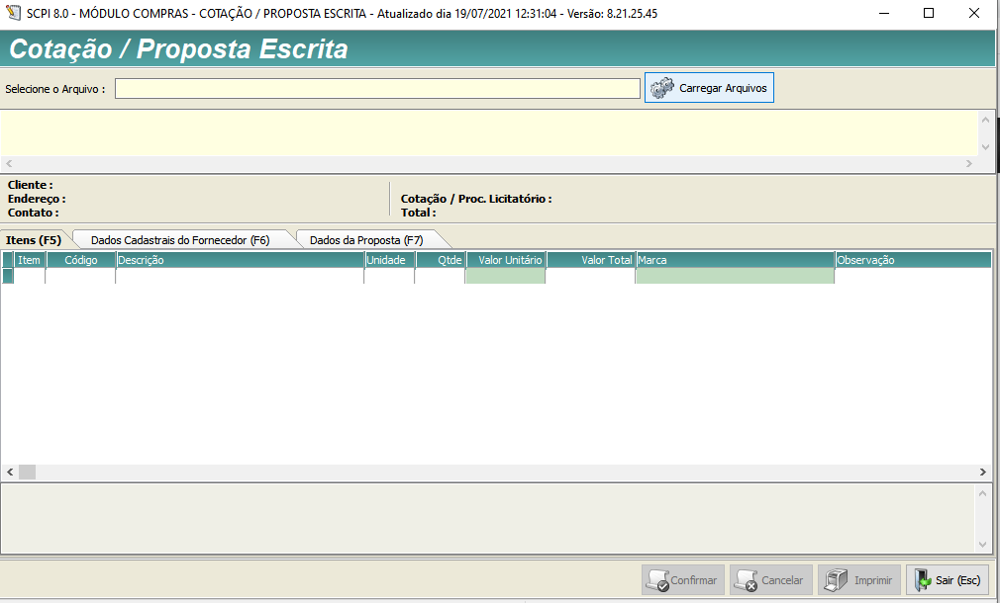 SCPI 8.0 - MÓDULO COMPRAS - COTAÇÃO / PROPOSTA ESCRITA - Atualizado dia 19/07/2021 12:31:04 - Versão: 8.21.25.45
Cotação / Proposta Escrita
Selecione o Arquivo : Carregar Arquivos
Cliente :
Endereço : Cotação / Proc. Licitatório :
Contato : Total :
Itens (F5) Dados Cadastrais do Fornecedor (F6) Dados da Proposta (F7)
Item Código Descrição Unidade Qtde Valor Unitário Valor Total Marca Observação
Confirmar Cancelar Imprimir Sair (Esc)